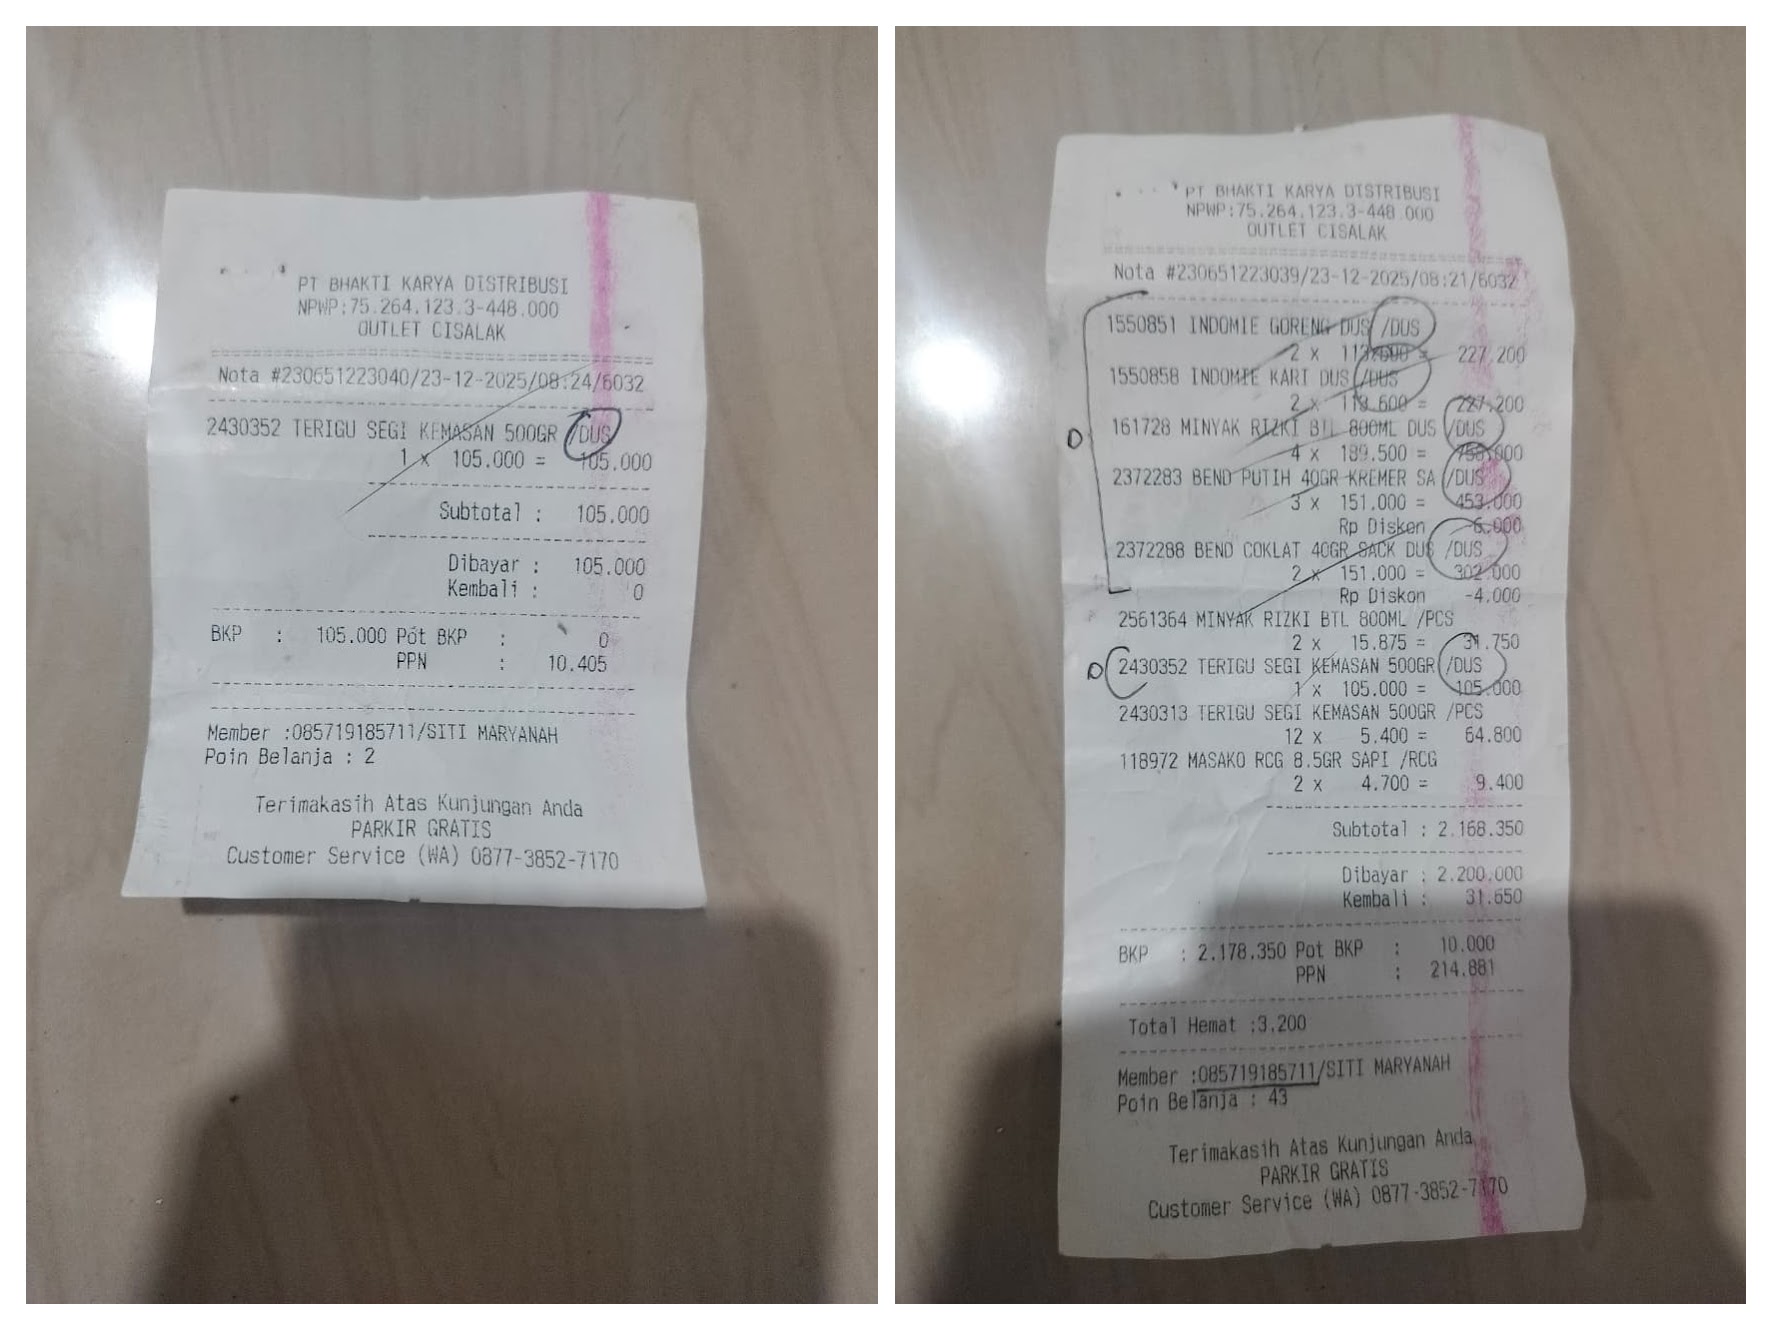 PT BHAKTI KARYA DISTRIBUSI
NPWP:75.264.123.3-448.000
OUTLET CISALAK
Nota #230651223040/23-12-2025/08:24/6032
2430352 TERIGU SEGI KEMASAN 500GR /DUS
1 x 105.000 = 105.000
Subtotal : 105.000
Dibayar : 105.000
Kembali : 0
BKP : 105.000 Pot BKP : 0
PPN : 10.405
Member :085719185711/SITI MARYANAH
Poin Belanja : 2
Terimakasih Atas Kunjungan Anda
PARKIR GRATIS
Customer Service (WA) 0877-3852-7170
PT BHAKTI KARYA DISTRIBUSI
NPWP:75.264.123.3-448.000
OUTLET CISALAK
Nota #230651223039/23-12-2025/08:21/6032
1550851 INDOMIE GORENG DUS /DUS
2 x 113.600 = 227.200
1550858 INDOMIE KARI DUS /DUS
2 x 113.600 = 227.200
161728 MINYAK RIZKI BTL 800ML DUS /DUS
4 x 189.500 = 758.000
2372283 BEND PUTIH 40GR KREMER SA /DUS
3 x 151.000 = 453.000
Rp Diskon -6.000
2372288 BEND COKLAT 40GR SACK DUS /DUS
2 x 151.000 = 302.000
Rp Diskon -4.000
2561364 MINYAK RIZKI BTL 800ML /PCS
2 x 15.875 = 31.750
2430352 TERIGU SEGI KEMASAN 500GR /DUS
1 x 105.000 = 105.000
2430313 TERIGU SEGI KEMASAN 500GR /PCS
12 x 5.400 = 64.800
118972 MASAKO RCG 8.5GR SAPI /RCG
2 x 4.700 = 9.400
Subtotal : 2.168.350
Dibayar : 2.200.000
Kembali : 31.650
BKP : 2.178.350 Pot BKP : 10.000
PPN : 214.881
Total Hemat :3.200
Member :085719185711/SITI MARYANAH
Poin Belanja : 43
Terimakasih Atas Kunjungan Anda
PARKIR GRATIS
Customer Service (WA) 0877-3852-7170